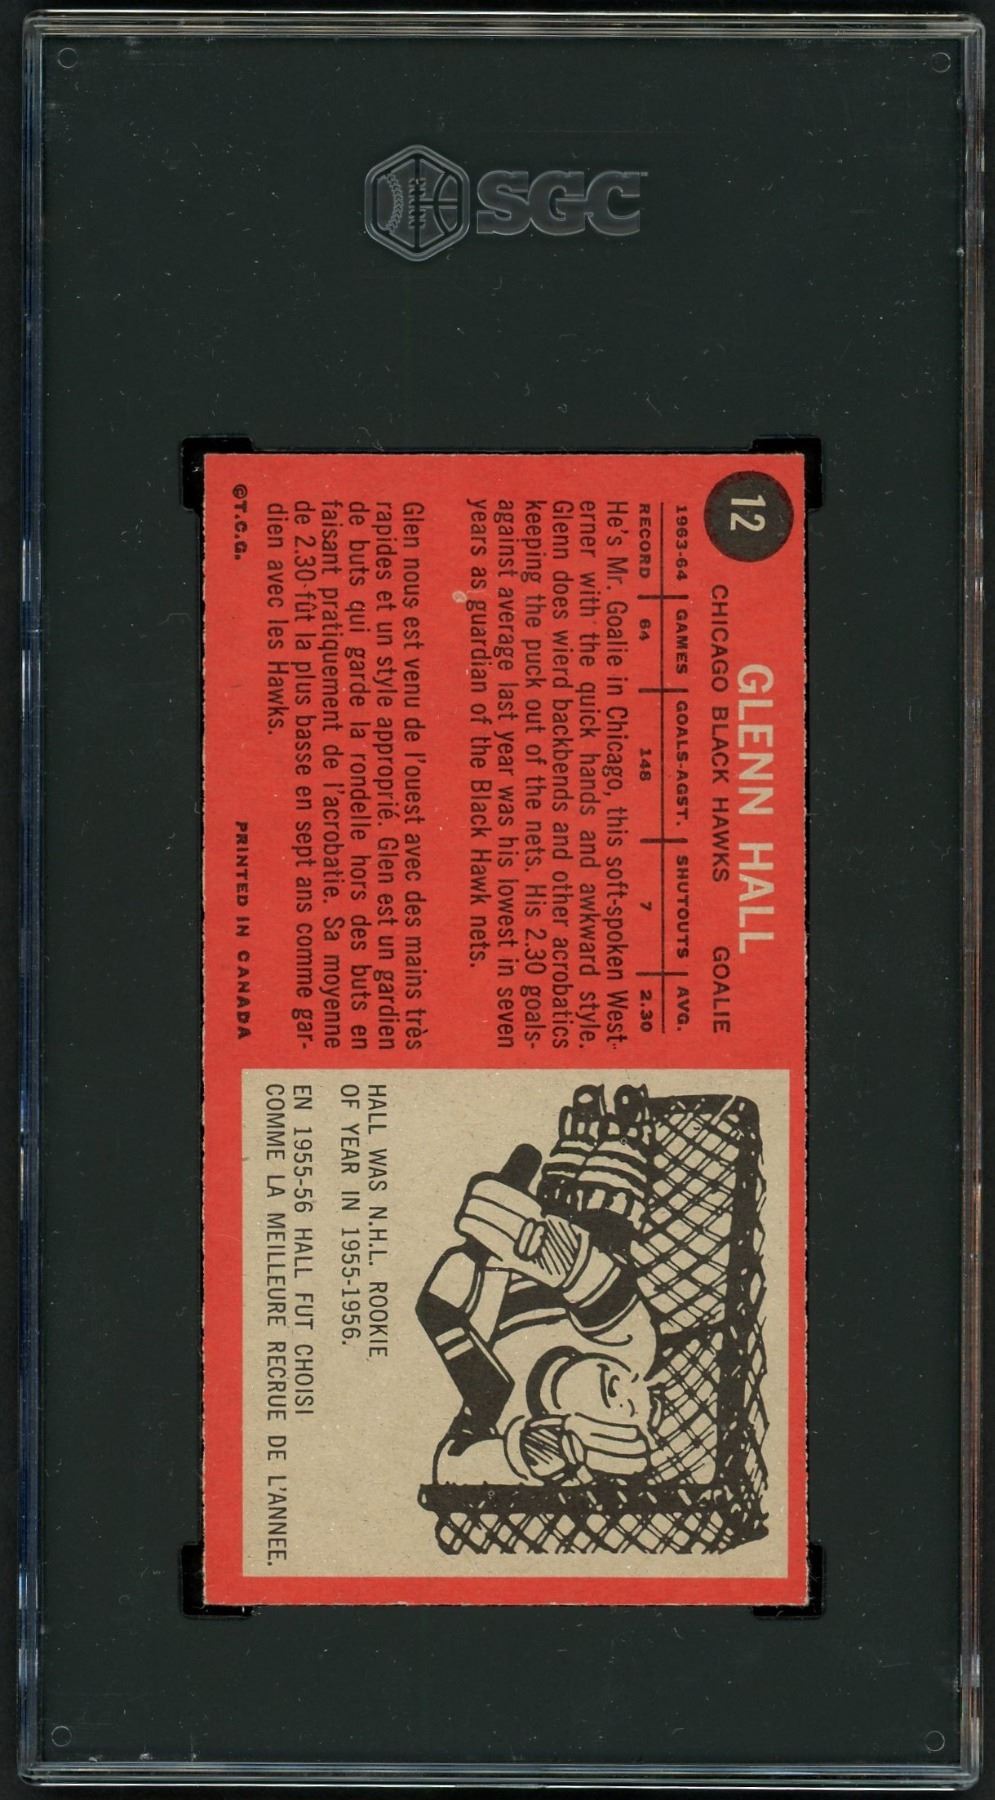 SGC
12
GLENN HALL
CHICAGO BLACK HAWKS GOALIE
1963-64 GAMES GOALS-AGST. SHUTOUTS AVG.
RECORD 64 148 7 2.30
He's Mr. Goalie in Chicago, this soft-spoken West-
erner with the quick hands and awkward style.
Glenn does wierd backbends and other acrobatics
keeping the puck out of the nets. His 2.30 goals-
against average last year was his lowest in seven
years as guardian of the Black Hawk nets.
Glen nous est venu de l'ouest avec des mains très
rapides et un style approprié. Glen est un gardien
de buts qui garde la rondelle hors des buts en
faisant pratiquement de l'acrobatie. Sa moyenne
de 2.30 fût la plus basse en sept ans comme gar-
dien avec les Hawks.
©T.C.G. PRINTED IN CANADA
HALL WAS N.H.L. ROOKIE
OF YEAR IN 1955-1956.
EN 1955-56 HALL FUT CHOISI
COMME LA MEILLEURE RECRUE DE L'ANNEE.